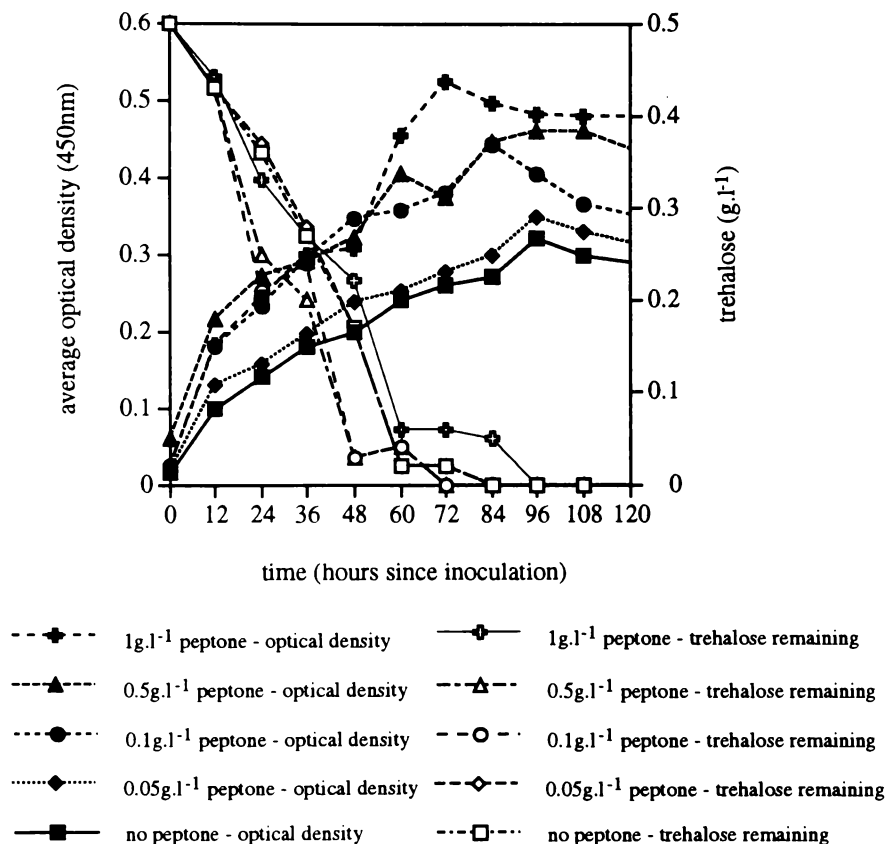 0.6
0.5
0.4
0.3
0.2
0.1
0
average optical density (450nm)
0.5
0.4
0.3
0.2
0.1
0
trehalose (g.l⁻¹)
0 12 24 36 48 60 72 84 96 108 120
time (hours since inoculation)
1g.l⁻¹ peptone - optical density
1g.l⁻¹ peptone - trehalose remaining
0.5g.l⁻¹ peptone - optical density
0.5g.l⁻¹ peptone - trehalose remaining
0.1g.l⁻¹ peptone - optical density
0.1g.l⁻¹ peptone - trehalose remaining
0.05g.l⁻¹ peptone - optical density
0.05g.l⁻¹ peptone - trehalose remaining
no peptone - optical density
no peptone - trehalose remaining